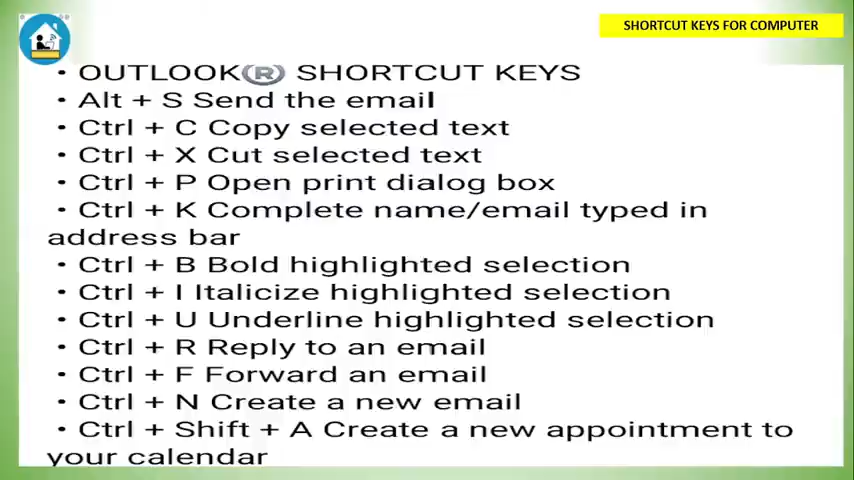 SHORTCUT KEYS FOR COMPUTER
• OUTLOOK® SHORTCUT KEYS
• Alt + S Send the email
• Ctrl + C Copy selected text
• Ctrl + X Cut selected text
• Ctrl + P Open print dialog box
• Ctrl + K Complete name/email typed in
address bar
• Ctrl + B Bold highlighted selection
• Ctrl + I Italicize highlighted selection
• Ctrl + U Underline highlighted selection
• Ctrl + R Reply to an email
• Ctrl + F Forward an email
• Ctrl + N Create a new email
• Ctrl + Shift + A Create a new appointment to
your calendar